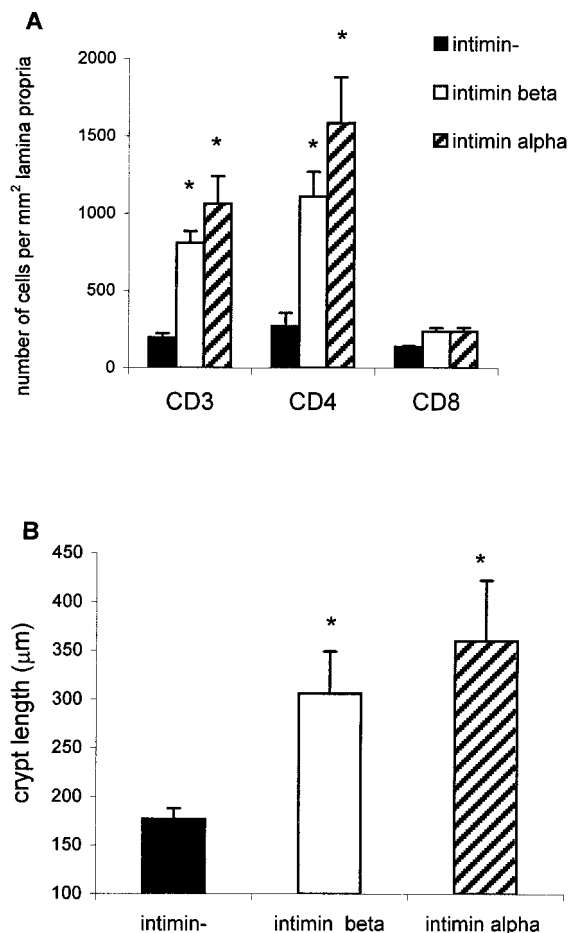 A
intimin-
intimin beta
intimin alpha
number of cells per mm² lamina propria
2000
1500
1000
500
0
*
*
*
*
CD3
CD4
CD8
B
crypt length (μm)
450
400
350
300
250
200
150
100
*
*
intimin-
intimin beta
intimin alpha